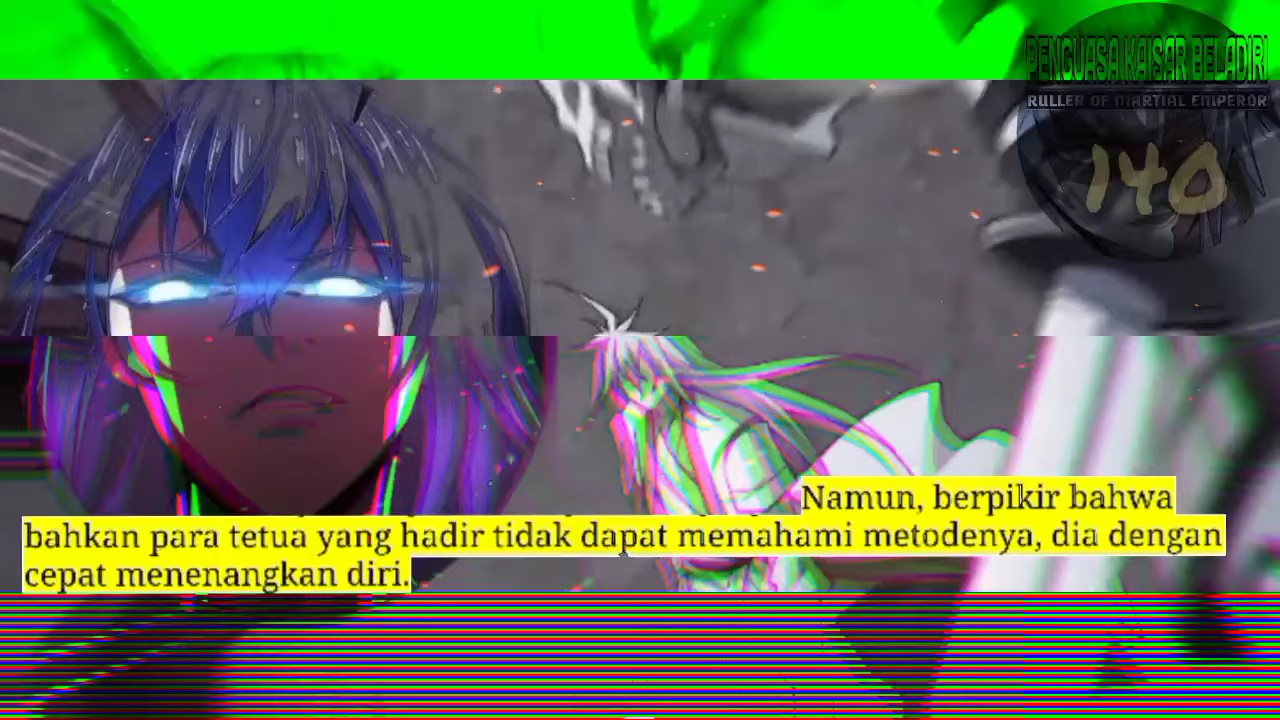 PENGUASA KAISAR BELADIRI
RULLER OF MARTIAL EMPEROR
140
Namun, berpikir bahwa
bahkan para tetua yang hadir tidak dapat memahami metodenya, dia dengan
cepat menenangkan diri.